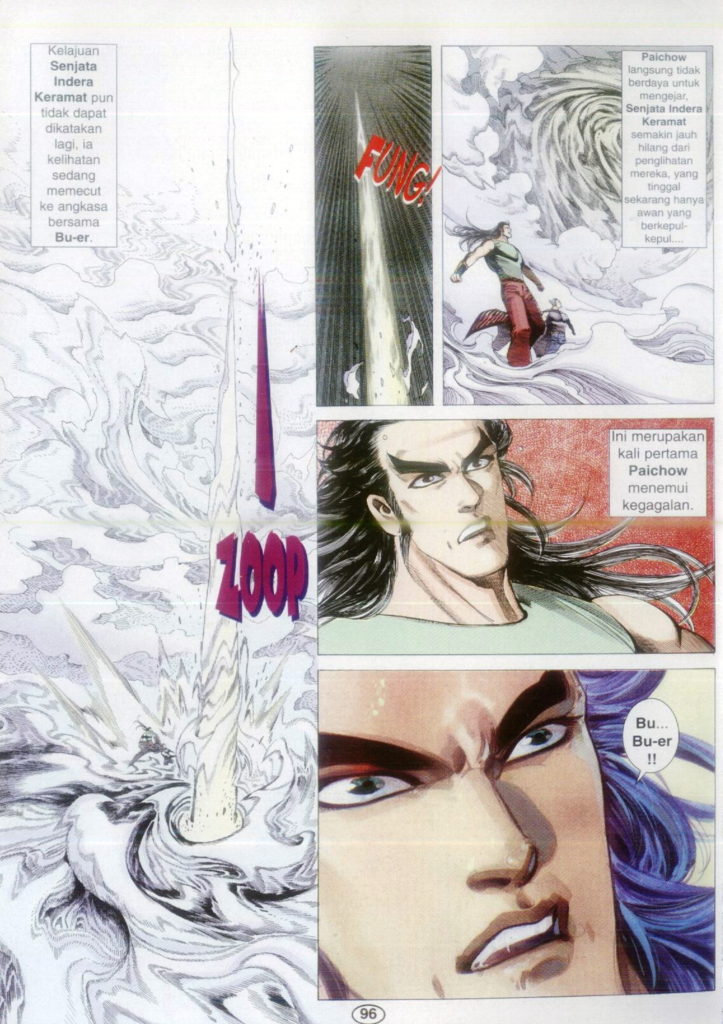 Kelajuan
Senjata
Indera
Keramat pun
tidak dapat
dikatakan
lagi, ia
kelihatan
sedang
memecut
ke angkasa
bersama
Bu-er.
ZOOP
FUNG!
Paichow
langsung tidak
berdaya untuk
mengejar,
Senjata Indera
Keramat
semakin jauh
hilang dari
penglihatan
mereka, yang
tinggal
sekarang hanya
awan yang
berkepul-
kepul....
Ini merupakan
kali pertama
Paichow
menemui
kegagalan.
Bu...
Bu-er
!!
96